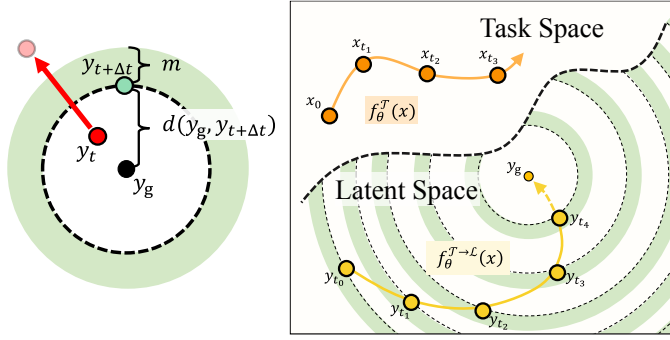 y_{t+Δt}
m
d(y_g, y_{t+Δt})
y_t
y_g
Task Space
x_{t_1}
x_{t_2}
x_{t_3}
x_0
f_θ^𝒯(x)
Latent Space
y_g
y_{t_4}
f_θ^{𝒯→ℒ}(x)
y_{t_0}
y_{t_3}
y_{t_1}
y_{t_2}